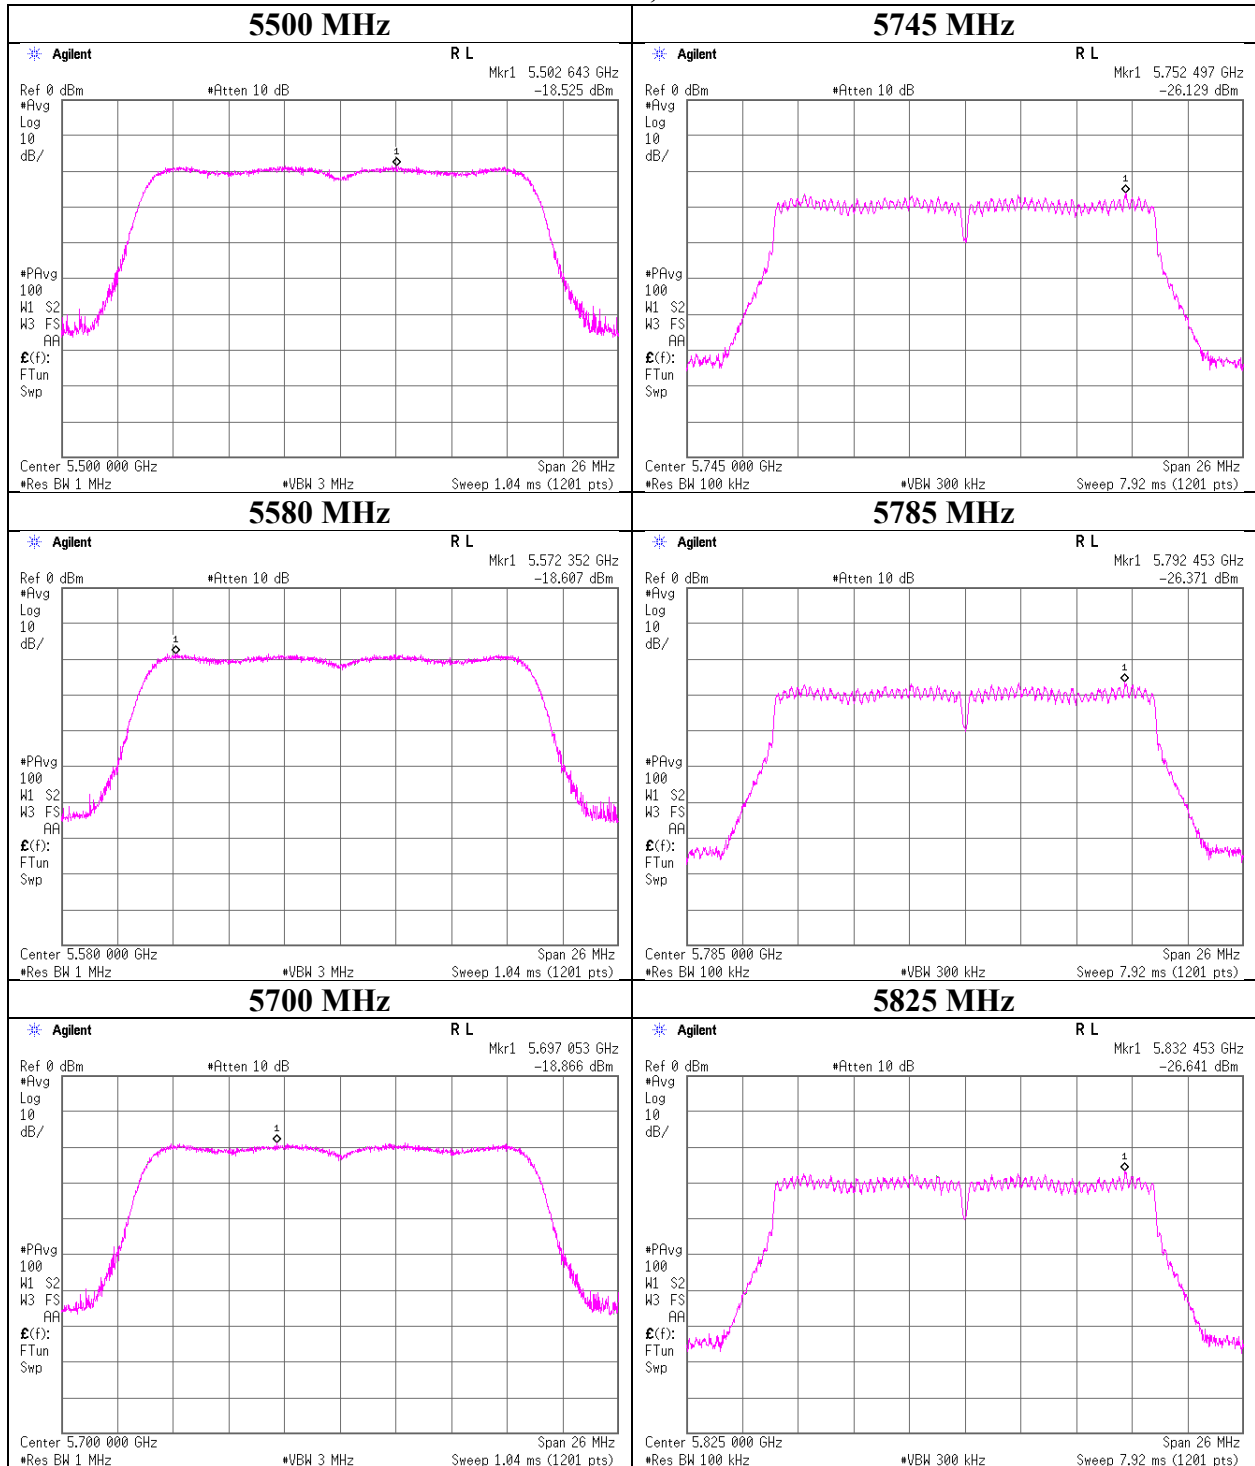 5500 MHz
Agilent R L
Mkr1 5.502 643 GHz
Ref 0 dBm #Atten 10 dB -18.525 dBm
#Avg
Log
10
dB/
1
#PAvg
100
W1 S2
W3 FS
AA
£(f):
FTun
Swp
Center 5.500 000 GHz Span 26 MHz
#Res BW 1 MHz #VBW 3 MHz Sweep 1.04 ms (1201 pts)
5745 MHz
Agilent R L
Mkr1 5.752 497 GHz
Ref 0 dBm #Atten 10 dB -26.129 dBm
#Avg
Log
10
dB/
1
#PAvg
100
W1 S2
W3 FS
AA
£(f):
FTun
Swp
Center 5.745 000 GHz Span 26 MHz
#Res BW 100 kHz #VBW 300 kHz Sweep 7.92 ms (1201 pts)
5580 MHz
Agilent R L
Mkr1 5.572 352 GHz
Ref 0 dBm #Atten 10 dB -18.607 dBm
#Avg
Log
10
dB/
1
#PAvg
100
W1 S2
W3 FS
AA
£(f):
FTun
Swp
Center 5.580 000 GHz Span 26 MHz
#Res BW 1 MHz #VBW 3 MHz Sweep 1.04 ms (1201 pts)
5785 MHz
Agilent R L
Mkr1 5.792 453 GHz
Ref 0 dBm #Atten 10 dB -26.371 dBm
#Avg
Log
10
dB/
1
#PAvg
100
W1 S2
W3 FS
AA
£(f):
FTun
Swp
Center 5.785 000 GHz Span 26 MHz
#Res BW 100 kHz #VBW 300 kHz Sweep 7.92 ms (1201 pts)
5700 MHz
Agilent R L
Mkr1 5.697 053 GHz
Ref 0 dBm #Atten 10 dB -18.866 dBm
#Avg
Log
10
dB/
1
#PAvg
100
W1 S2
W3 FS
AA
£(f):
FTun
Swp
Center 5.700 000 GHz Span 26 MHz
#Res BW 1 MHz #VBW 3 MHz Sweep 1.04 ms (1201 pts)
5825 MHz
Agilent R L
Mkr1 5.832 453 GHz
Ref 0 dBm #Atten 10 dB -26.641 dBm
#Avg
Log
10
dB/
1
#PAvg
100
W1 S2
W3 FS
AA
£(f):
FTun
Swp
Center 5.825 000 GHz Span 26 MHz
#Res BW 100 kHz #VBW 300 kHz Sweep 7.92 ms (1201 pts)